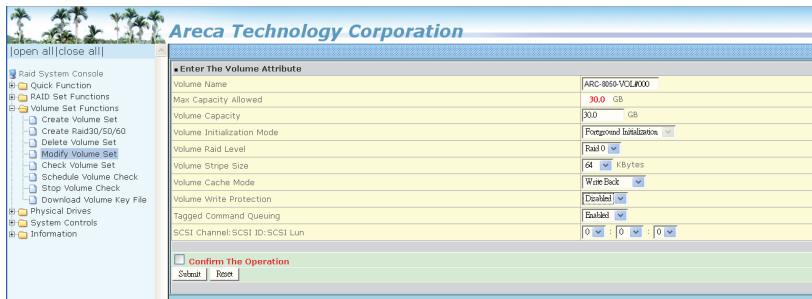 Areca Technology Corporation
|open all|close all|
Raid System Console
Quick Function
RAID Set Functions
Volume Set Functions
Create Volume Set
Create Raid30/50/60
Delete Volume Set
Modify Volume Set
Check Volume Set
Schedule Volume Check
Stop Volume Check
Download Volume Key File
Physical Drives
System Controls
Information
Enter The Volume Attribute
Volume Name ARC-8050-VOL#000
Max Capacity Allowed 30.0 GB
Volume Capacity 30.0 GB
Volume Initialization Mode Foreground Initialization
Volume Raid Level Raid 0
Volume Stripe Size 64 KBytes
Volume Cache Mode Write Back
Volume Write Protection Disabled
Tagged Command Queuing Enabled
SCSI Channel:SCSI ID:SCSI Lun 0 : 0 : 0
Confirm The Operation
Submit Reset